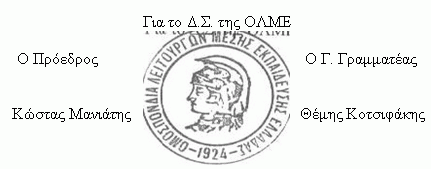 Για το Δ.Σ. της ΟΛΜΕ
Ο Πρόεδρος
Ο Γ. Γραμματέας
ΟΜΟΣΠΟΝΔΙΑ ΛΕΙΤΟΥΡΓΩΝ ΜΕΣΗΣ ΕΚΠΑΙΔΕΥΣΗΣ ΕΛΛΑΔΑΣ
-1924-
Κώστας Μανιάτης
Θέμης Κοτσιφάκης